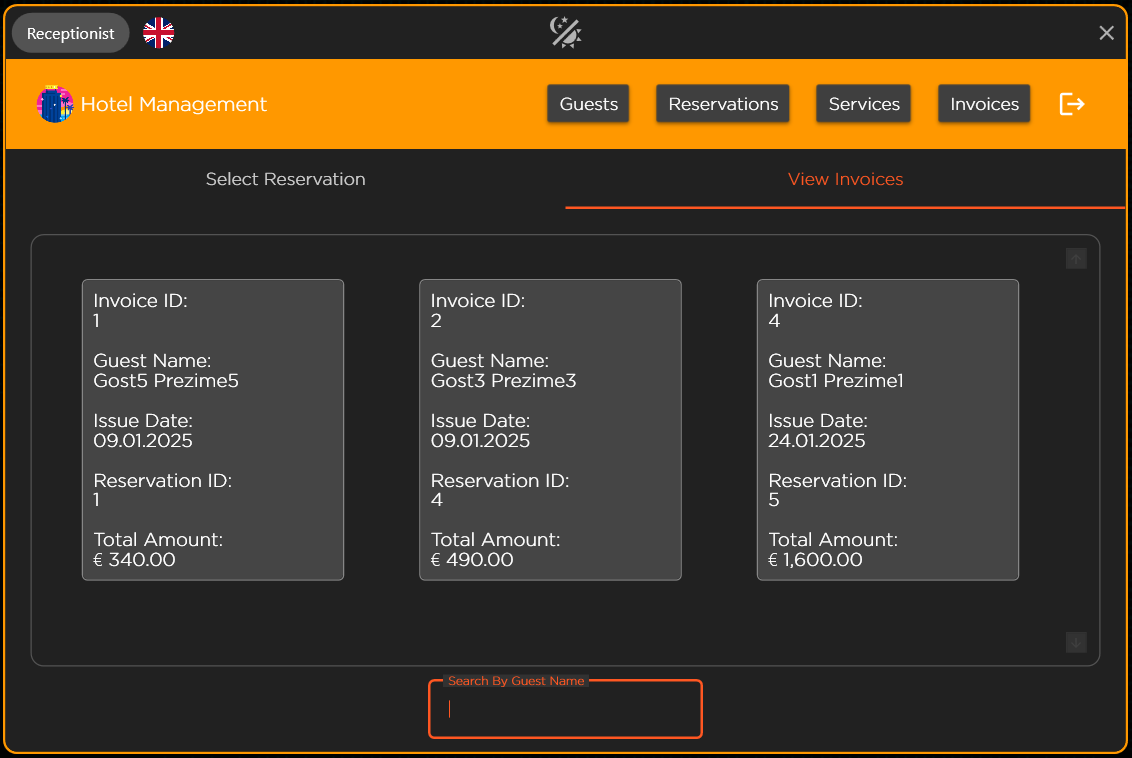 Receptionist
Hotel Management
Guests
Reservations
Services
Invoices
Select Reservation
View Invoices
Invoice ID:
1
Guest Name:
Gost5 Prezime5
Issue Date:
09.01.2025
Reservation ID:
1
Total Amount:
€ 340.00
Invoice ID:
2
Guest Name:
Gost3 Prezime3
Issue Date:
09.01.2025
Reservation ID:
4
Total Amount:
€ 490.00
Invoice ID:
4
Guest Name:
Gost1 Prezime1
Issue Date:
24.01.2025
Reservation ID:
5
Total Amount:
€ 1,600.00
Search By Guest Name